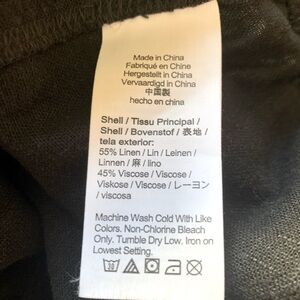 Made in China
Fabriqué en Chine
Hergestellt in China
Vervaardigd in China
中国製
hecho en china
Shell / Tissu Principal /
Shell / Bovenstof / 表地 /
tela exterior:
55% Linen / Lin / Leinen /
Linnen / 麻 / lino
45% Viscose / Viscose /
Viskose / Viscose / レーヨン
/ viscosa
Machine Wash Cold With Like
Colors. Non-Chlorine Bleach
Only. Tumble Dry Low. Iron on
Lowest Setting.